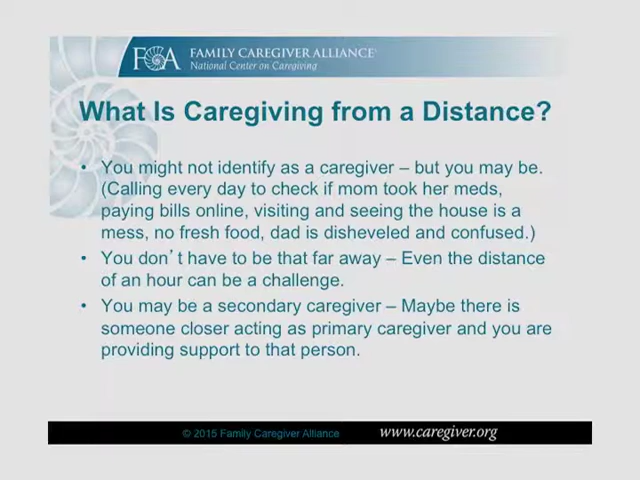 FCA FAMILY CAREGIVER ALLIANCE®
National Center on Caregiving
What Is Caregiving from a Distance?
• You might not identify as a caregiver – but you may be.
(Calling every day to check if mom took her meds,
paying bills online, visiting and seeing the house is a
mess, no fresh food, dad is disheveled and confused.)
• You don't have to be that far away – Even the distance
of an hour can be a challenge.
• You may be a secondary caregiver – Maybe there is
someone closer acting as primary caregiver and you are
providing support to that person.
© 2015 Family Caregiver Alliance www.caregiver.org